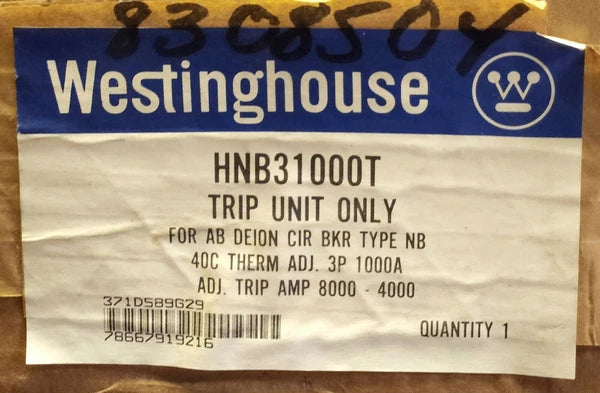 8308504
Westinghouse
HNB31000T
TRIP UNIT ONLY
FOR AB DEION CIR BKR TYPE NB
40C THERM ADJ. 3P 1000A
ADJ. TRIP AMP 8000 - 4000
371D589G29
78667919216
QUANTITY 1